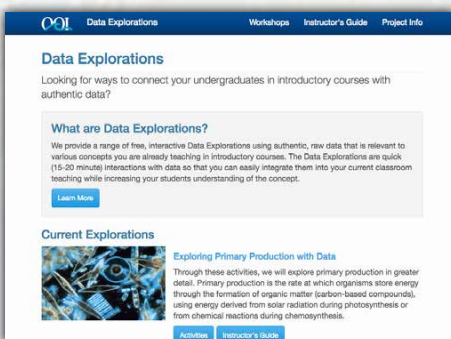 OOI Data Explorations Workshops Instructor's Guide Project Info
Data Explorations
Looking for ways to connect your undergraduates in introductory courses with
authentic data?
What are Data Explorations?
We provide a range of free, interactive Data Explorations using authentic, raw data that is relevant to
various concepts you are already teaching in introductory courses. The Data Explorations are quick
(15-20 minute) interactions with data so that you can easily integrate them into your current classroom
teaching while increasing your students understanding of the concept.
Learn More
Current Explorations
Exploring Primary Production with Data
Through these activities, we will explore primary production in greater
detail. Primary production is the rate at which organisms store energy
through the formation of organic matter (carbon-based compounds),
using energy derived from solar radiation during photosynthesis or
from chemical reactions during chemosynthesis.
Activities Instructor's Guide